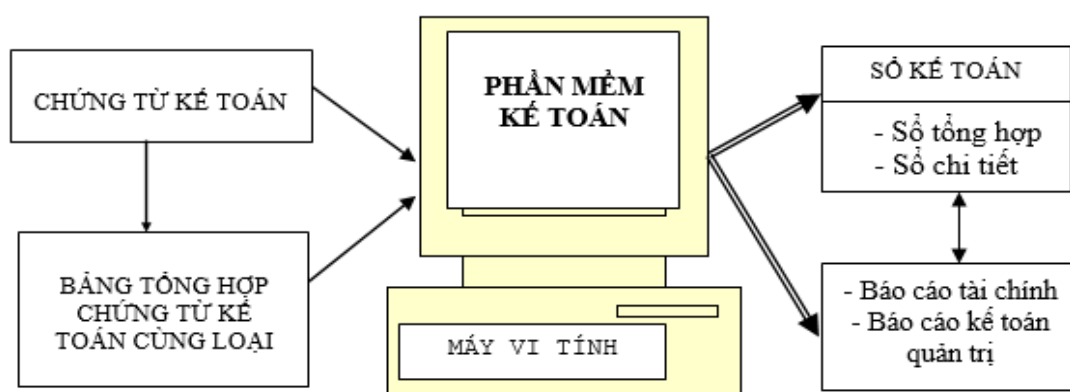 CHỨNG TỪ KẾ TOÁN
BẢNG TỔNG HỢP
CHỨNG TỪ KẾ
TOÁN CÙNG LOẠI
PHẦN MỀM
KẾ TOÁN
MÁY VI TÍNH
SỔ KẾ TOÁN
- Sổ tổng hợp
- Sổ chi tiết
- Báo cáo tài chính
- Báo cáo kế toán
quản trị